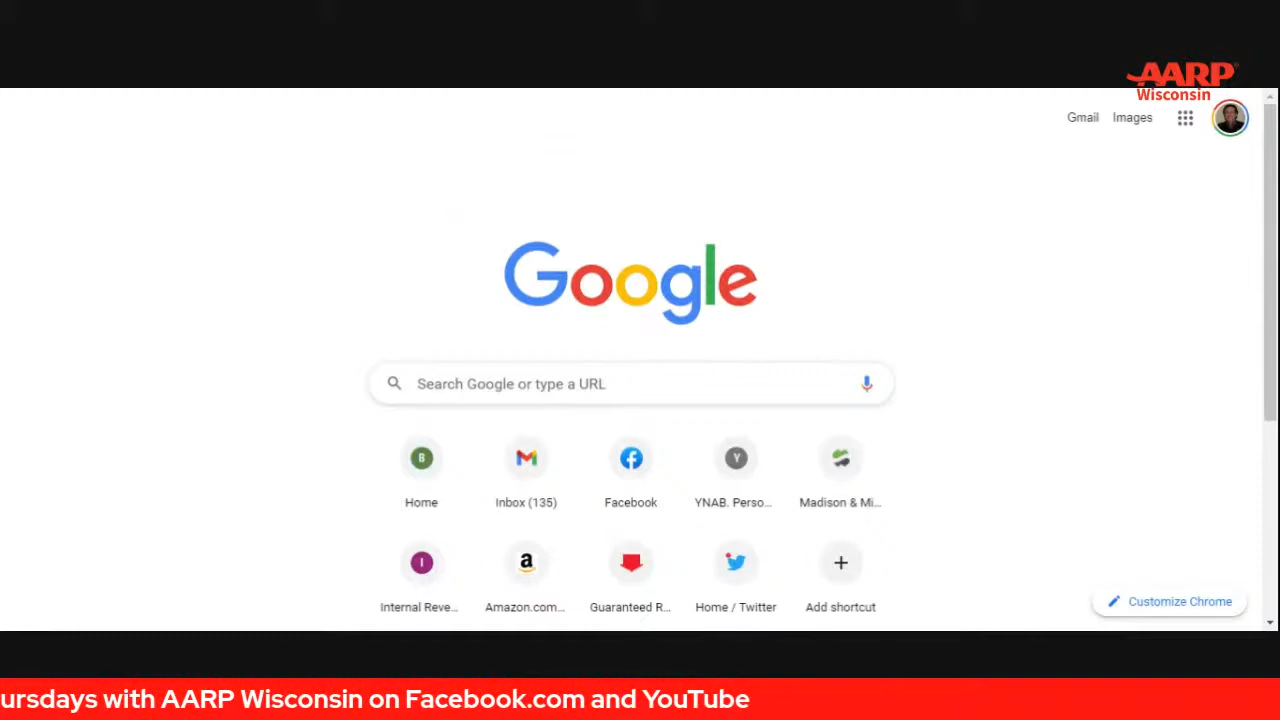 AARP
Wisconsin
Gmail Images
Google
Search Google or type a URL
B
Y
Home Inbox (135) Facebook YNAB. Perso... Madison & Mi...
I
a
Internal Reve... Amazon.com... Guaranteed R... Home / Twitter Add shortcut
Customize Chrome
ursdays with AARP Wisconsin on Facebook.com and YouTube